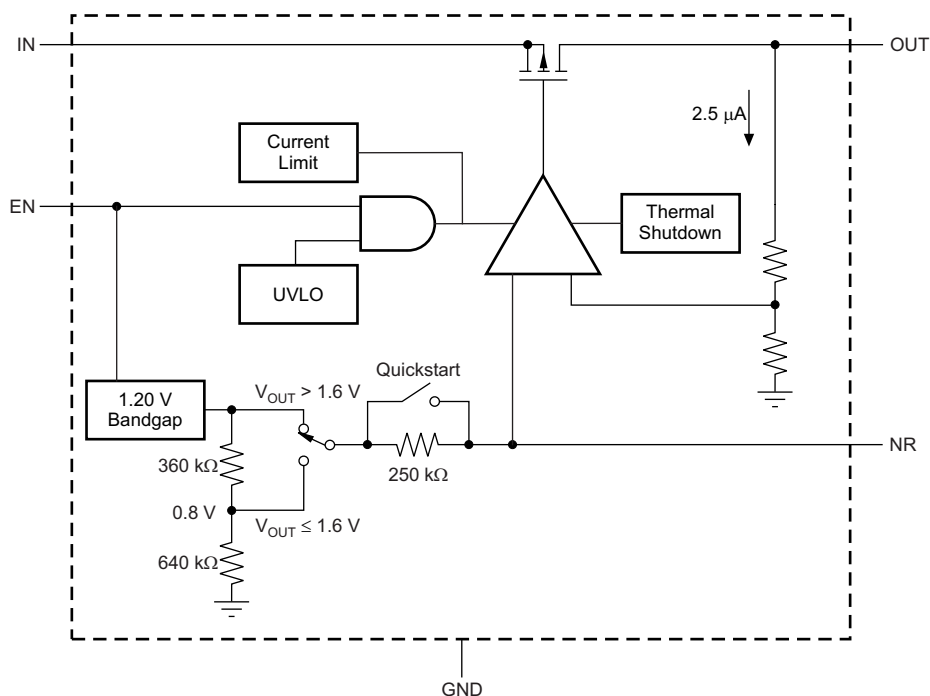 IN
OUT
2.5 μA
Current
Limit
EN
Thermal
Shutdown
UVLO
Quickstart
V_OUT > 1.6 V
1.20 V
Bandgap
NR
360 kΩ
250 kΩ
0.8 V
V_OUT ≤ 1.6 V
640 kΩ
GND